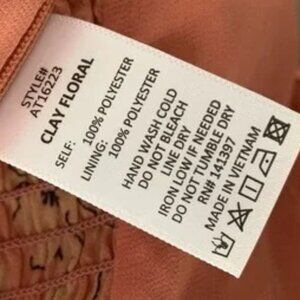 STYLE#
AT16223
CLAY FLORAL
SELF: 100% POLYESTER
LINING: 100% POLYESTER
HAND WASH COLD
DO NOT BLEACH
LINE DRY
IRON LOW IF NEEDED
DO NOT TUMBLE DRY
RN# 141397
MADE IN VIETNAM